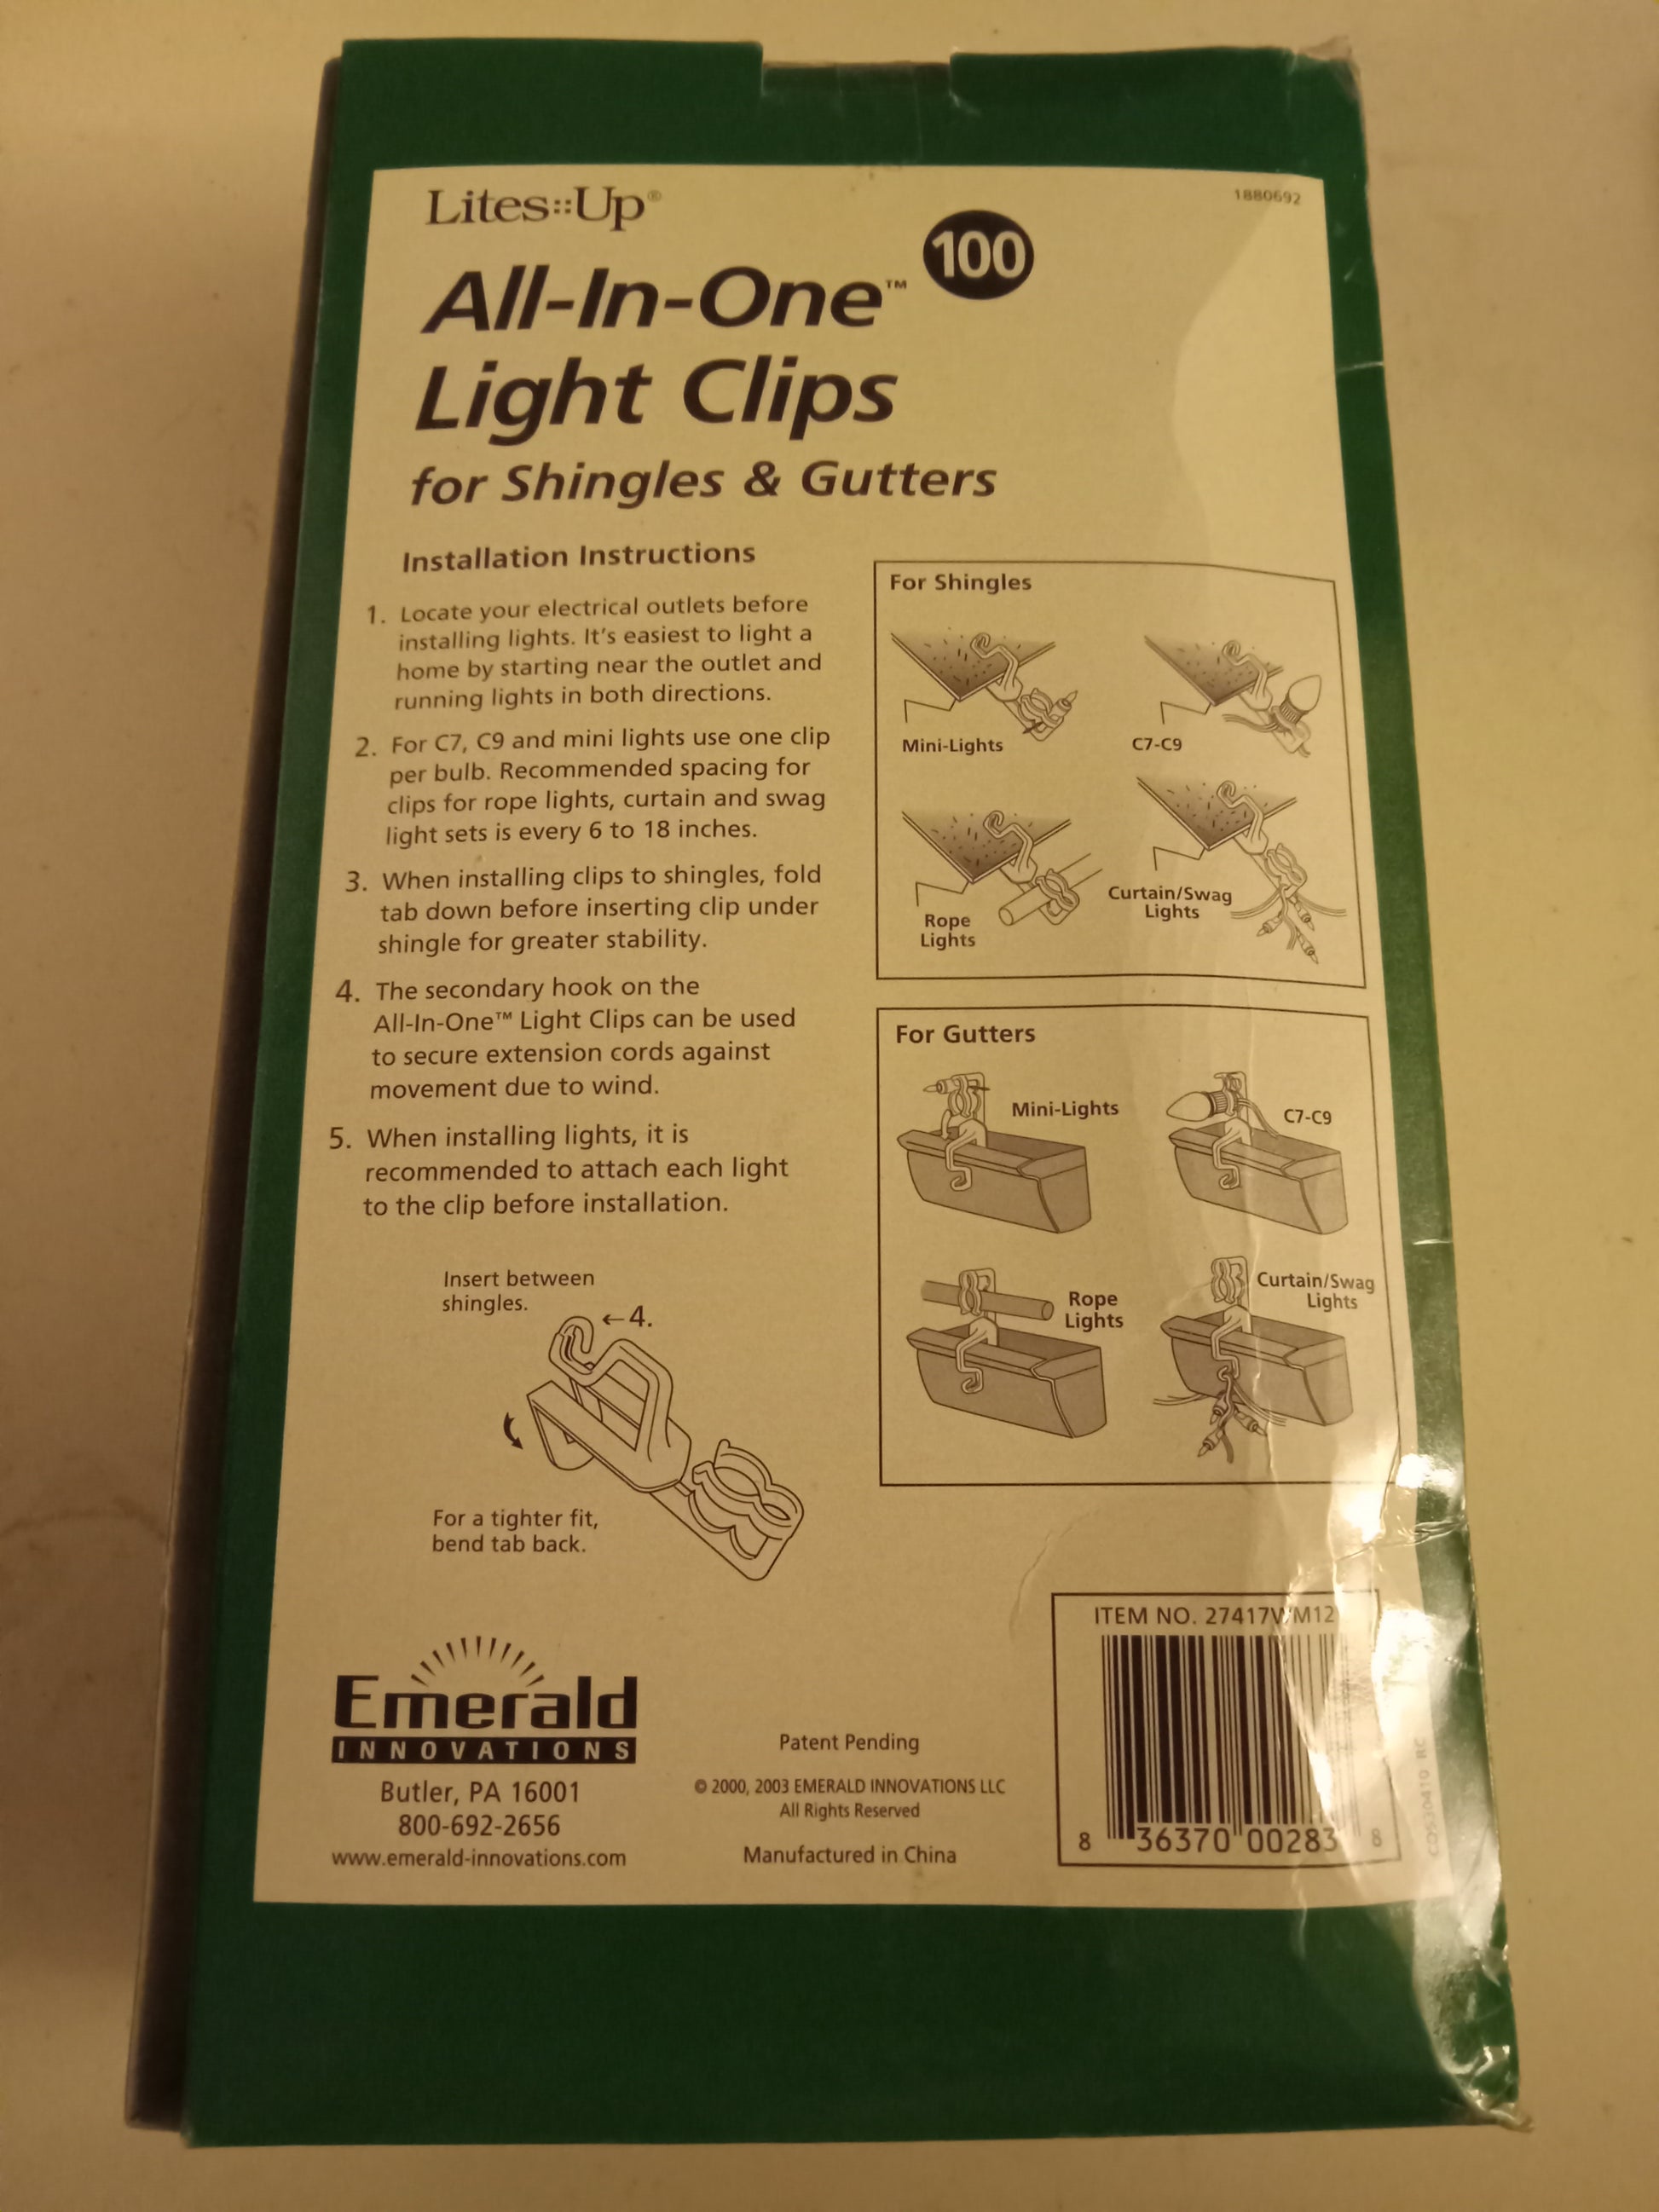 Lites::Up®
1880692
All-In-One™ 100
Light Clips
for Shingles & Gutters
Installation Instructions
1. Locate your electrical outlets before
installing lights. It's easiest to light a
home by starting near the outlet and
running lights in both directions.
2. For C7, C9 and mini lights use one clip
per bulb. Recommended spacing for
clips for rope lights, curtain and swag
light sets is every 6 to 18 inches.
3. When installing clips to shingles, fold
tab down before inserting clip under
shingle for greater stability.
4. The secondary hook on the
All-In-One™ Light Clips can be used
to secure extension cords against
movement due to wind.
5. When installing lights, it is
recommended to attach each light
to the clip before installation.
Insert between
shingles.
←4.
For a tighter fit,
bend tab back.
For Shingles
Mini-Lights
C7-C9
Rope
Lights
Curtain/Swag
Lights
For Gutters
Mini-Lights
C7-C9
Rope
Lights
Curtain/Swag
Lights
Emerald
INNOVATIONS
Butler, PA 16001
800-692-2656
www.emerald-innovations.com
Patent Pending
© 2000, 2003 EMERALD INNOVATIONS LLC
All Rights Reserved
Manufactured in China
ITEM NO. 27417WM12
8 36370 00283 8